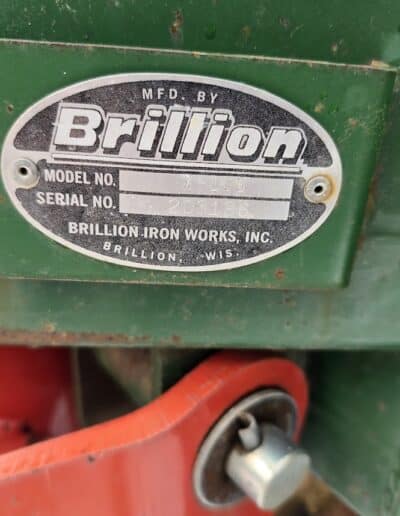 MFD. BY
Brillion
MODEL NO.
SERIAL NO.
BRILLION IRON WORKS, INC.
BRILLION, WIS.